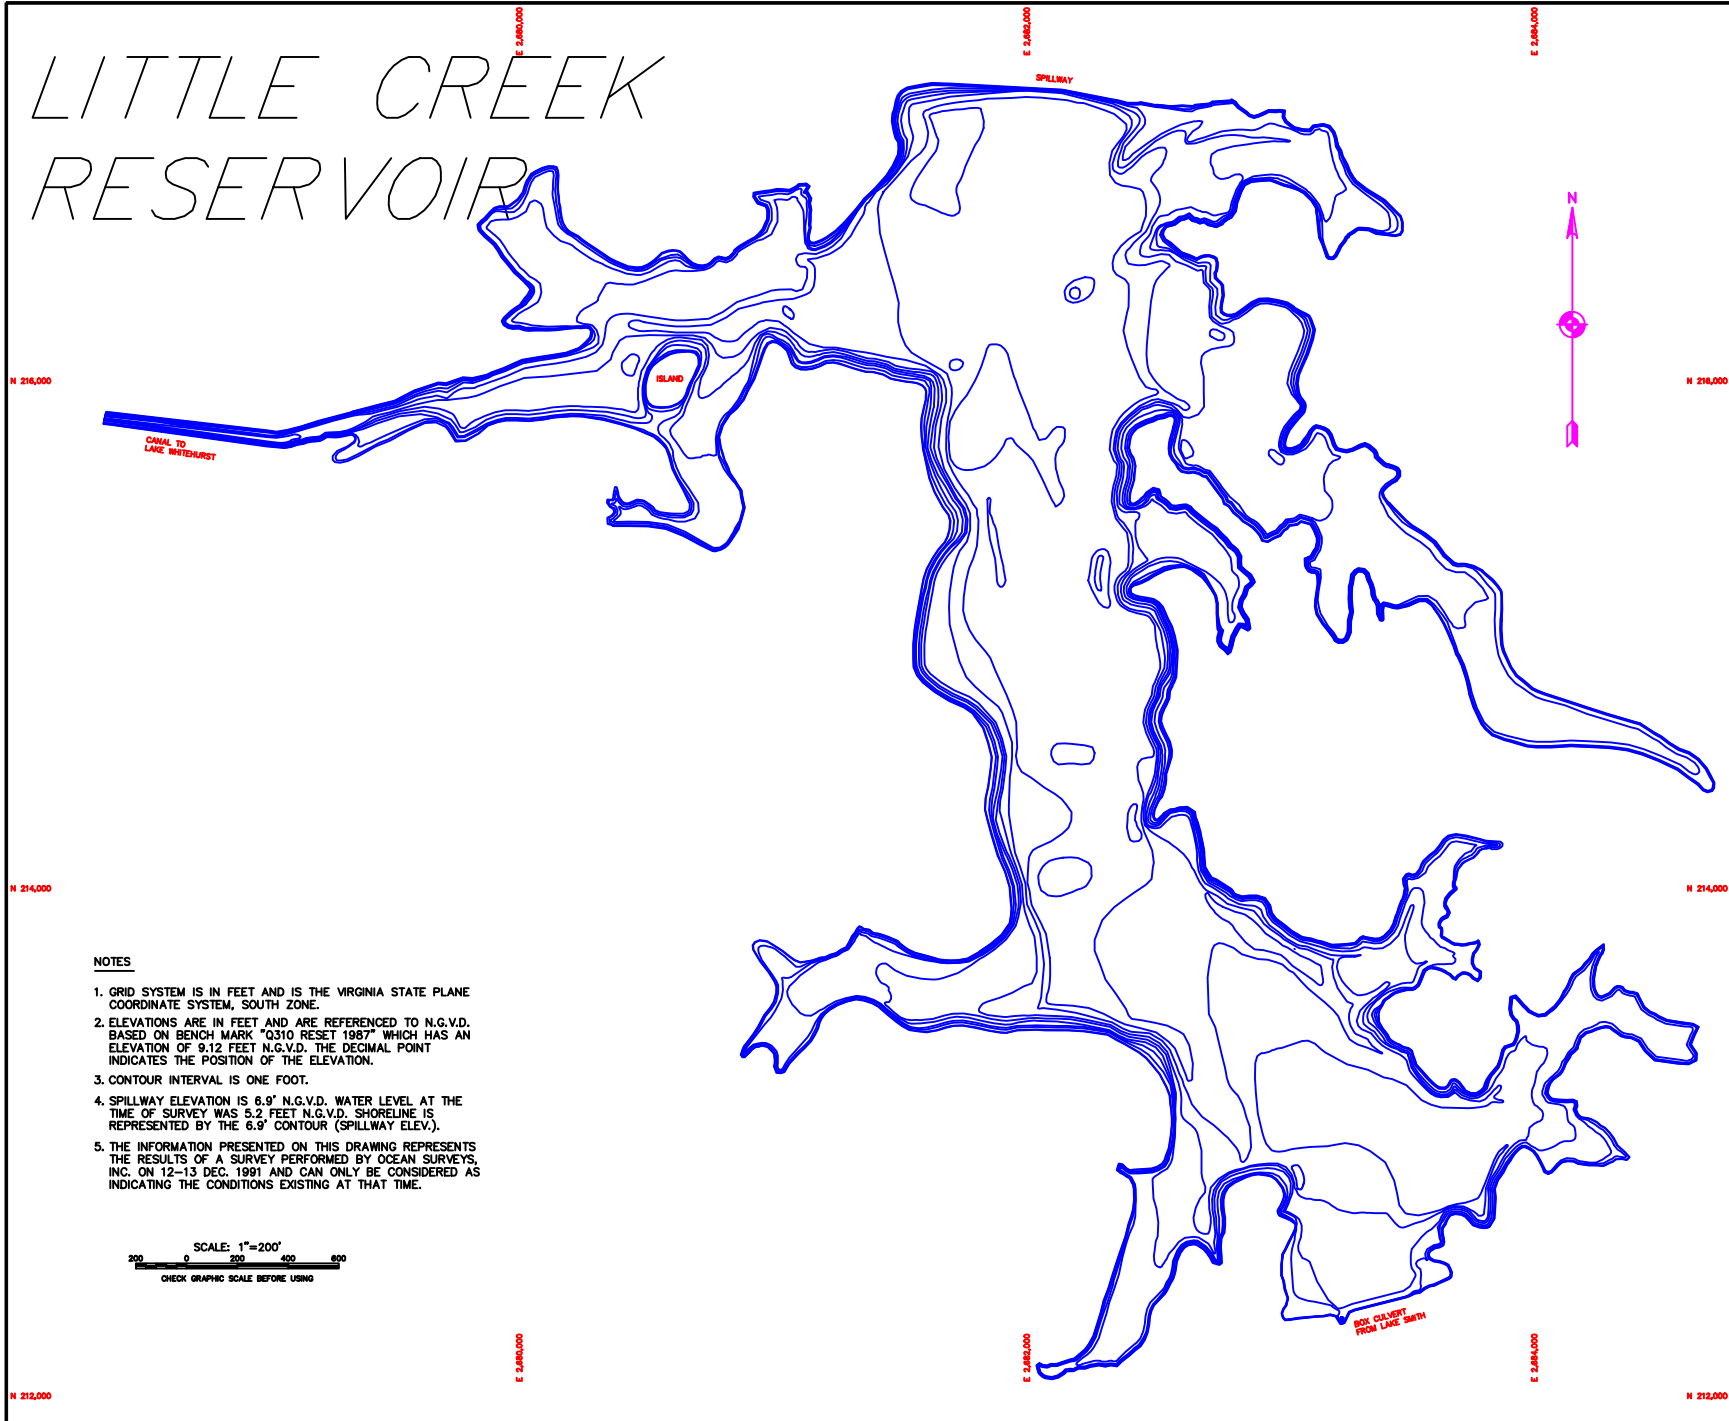 E 2,680,000
E 2,682,000
E 2,684,000
LITTLE CREEK
RESERVOIR
SPILLWAY
N
N 216,000
ISLAND
N 216,000
CANAL TO
LAKE WHITEHURST
N 214,000
N 214,000
NOTES
1. GRID SYSTEM IS IN FEET AND IS THE VIRGINIA STATE PLANE
COORDINATE SYSTEM, SOUTH ZONE.
2. ELEVATIONS ARE IN FEET AND ARE REFERENCED TO N.G.V.D.
BASED ON BENCH MARK "Q310 RESET 1987" WHICH HAS AN
ELEVATION OF 9.12 FEET N.G.V.D. THE DECIMAL POINT
INDICATES THE POSITION OF THE ELEVATION.
3. CONTOUR INTERVAL IS ONE FOOT.
4. SPILLWAY ELEVATION IS 6.9' N.G.V.D. WATER LEVEL AT THE
TIME OF SURVEY WAS 5.2 FEET N.G.V.D. SHORELINE IS
REPRESENTED BY THE 6.9' CONTOUR (SPILLWAY ELEV.).
5. THE INFORMATION PRESENTED ON THIS DRAWING REPRESENTS
THE RESULTS OF A SURVEY PERFORMED BY OCEAN SURVEYS,
INC. ON 12-13 DEC. 1991 AND CAN ONLY BE CONSIDERED AS
INDICATING THE CONDITIONS EXISTING AT THAT TIME.
SCALE: 1"=200'
200 0 200 400 600
CHECK GRAPHIC SCALE BEFORE USING
BOX CULVERT
FROM LAKE SMITH
E 2,680,000
E 2,682,000
E 2,684,000
N 212,000
N 212,000